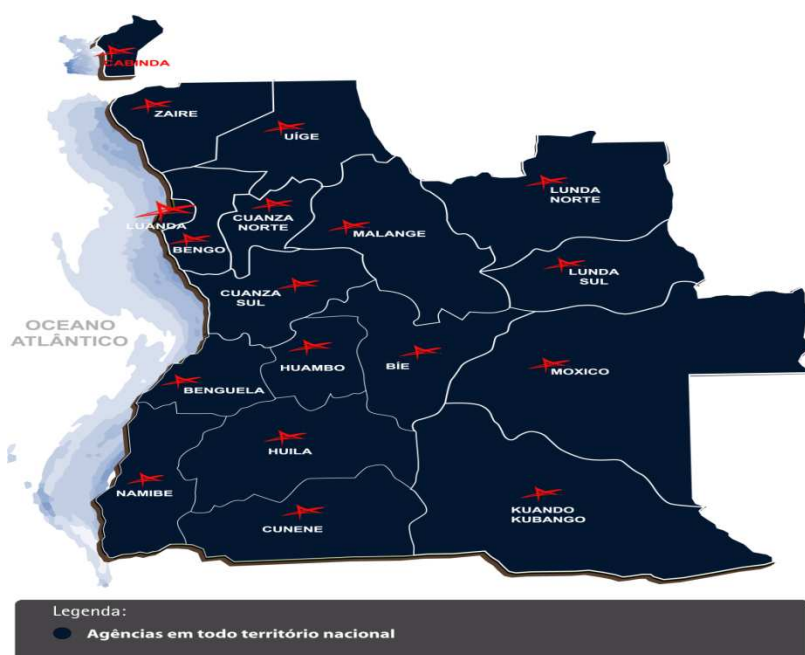 CABINDA
ZAIRE
UÍGE
LUNDA
NORTE
LUANDA
CUANZA
NORTE
MALANGE
BENGO
LUNDA
SUL
CUANZA
SUL
OCEANO
ATLÂNTICO
HUAMBO
BÍE
MOXICO
BENGUELA
HUILA
NAMIBE
KUANDO
KUBANGO
CUNENE
Legenda:
Agências em todo território nacional